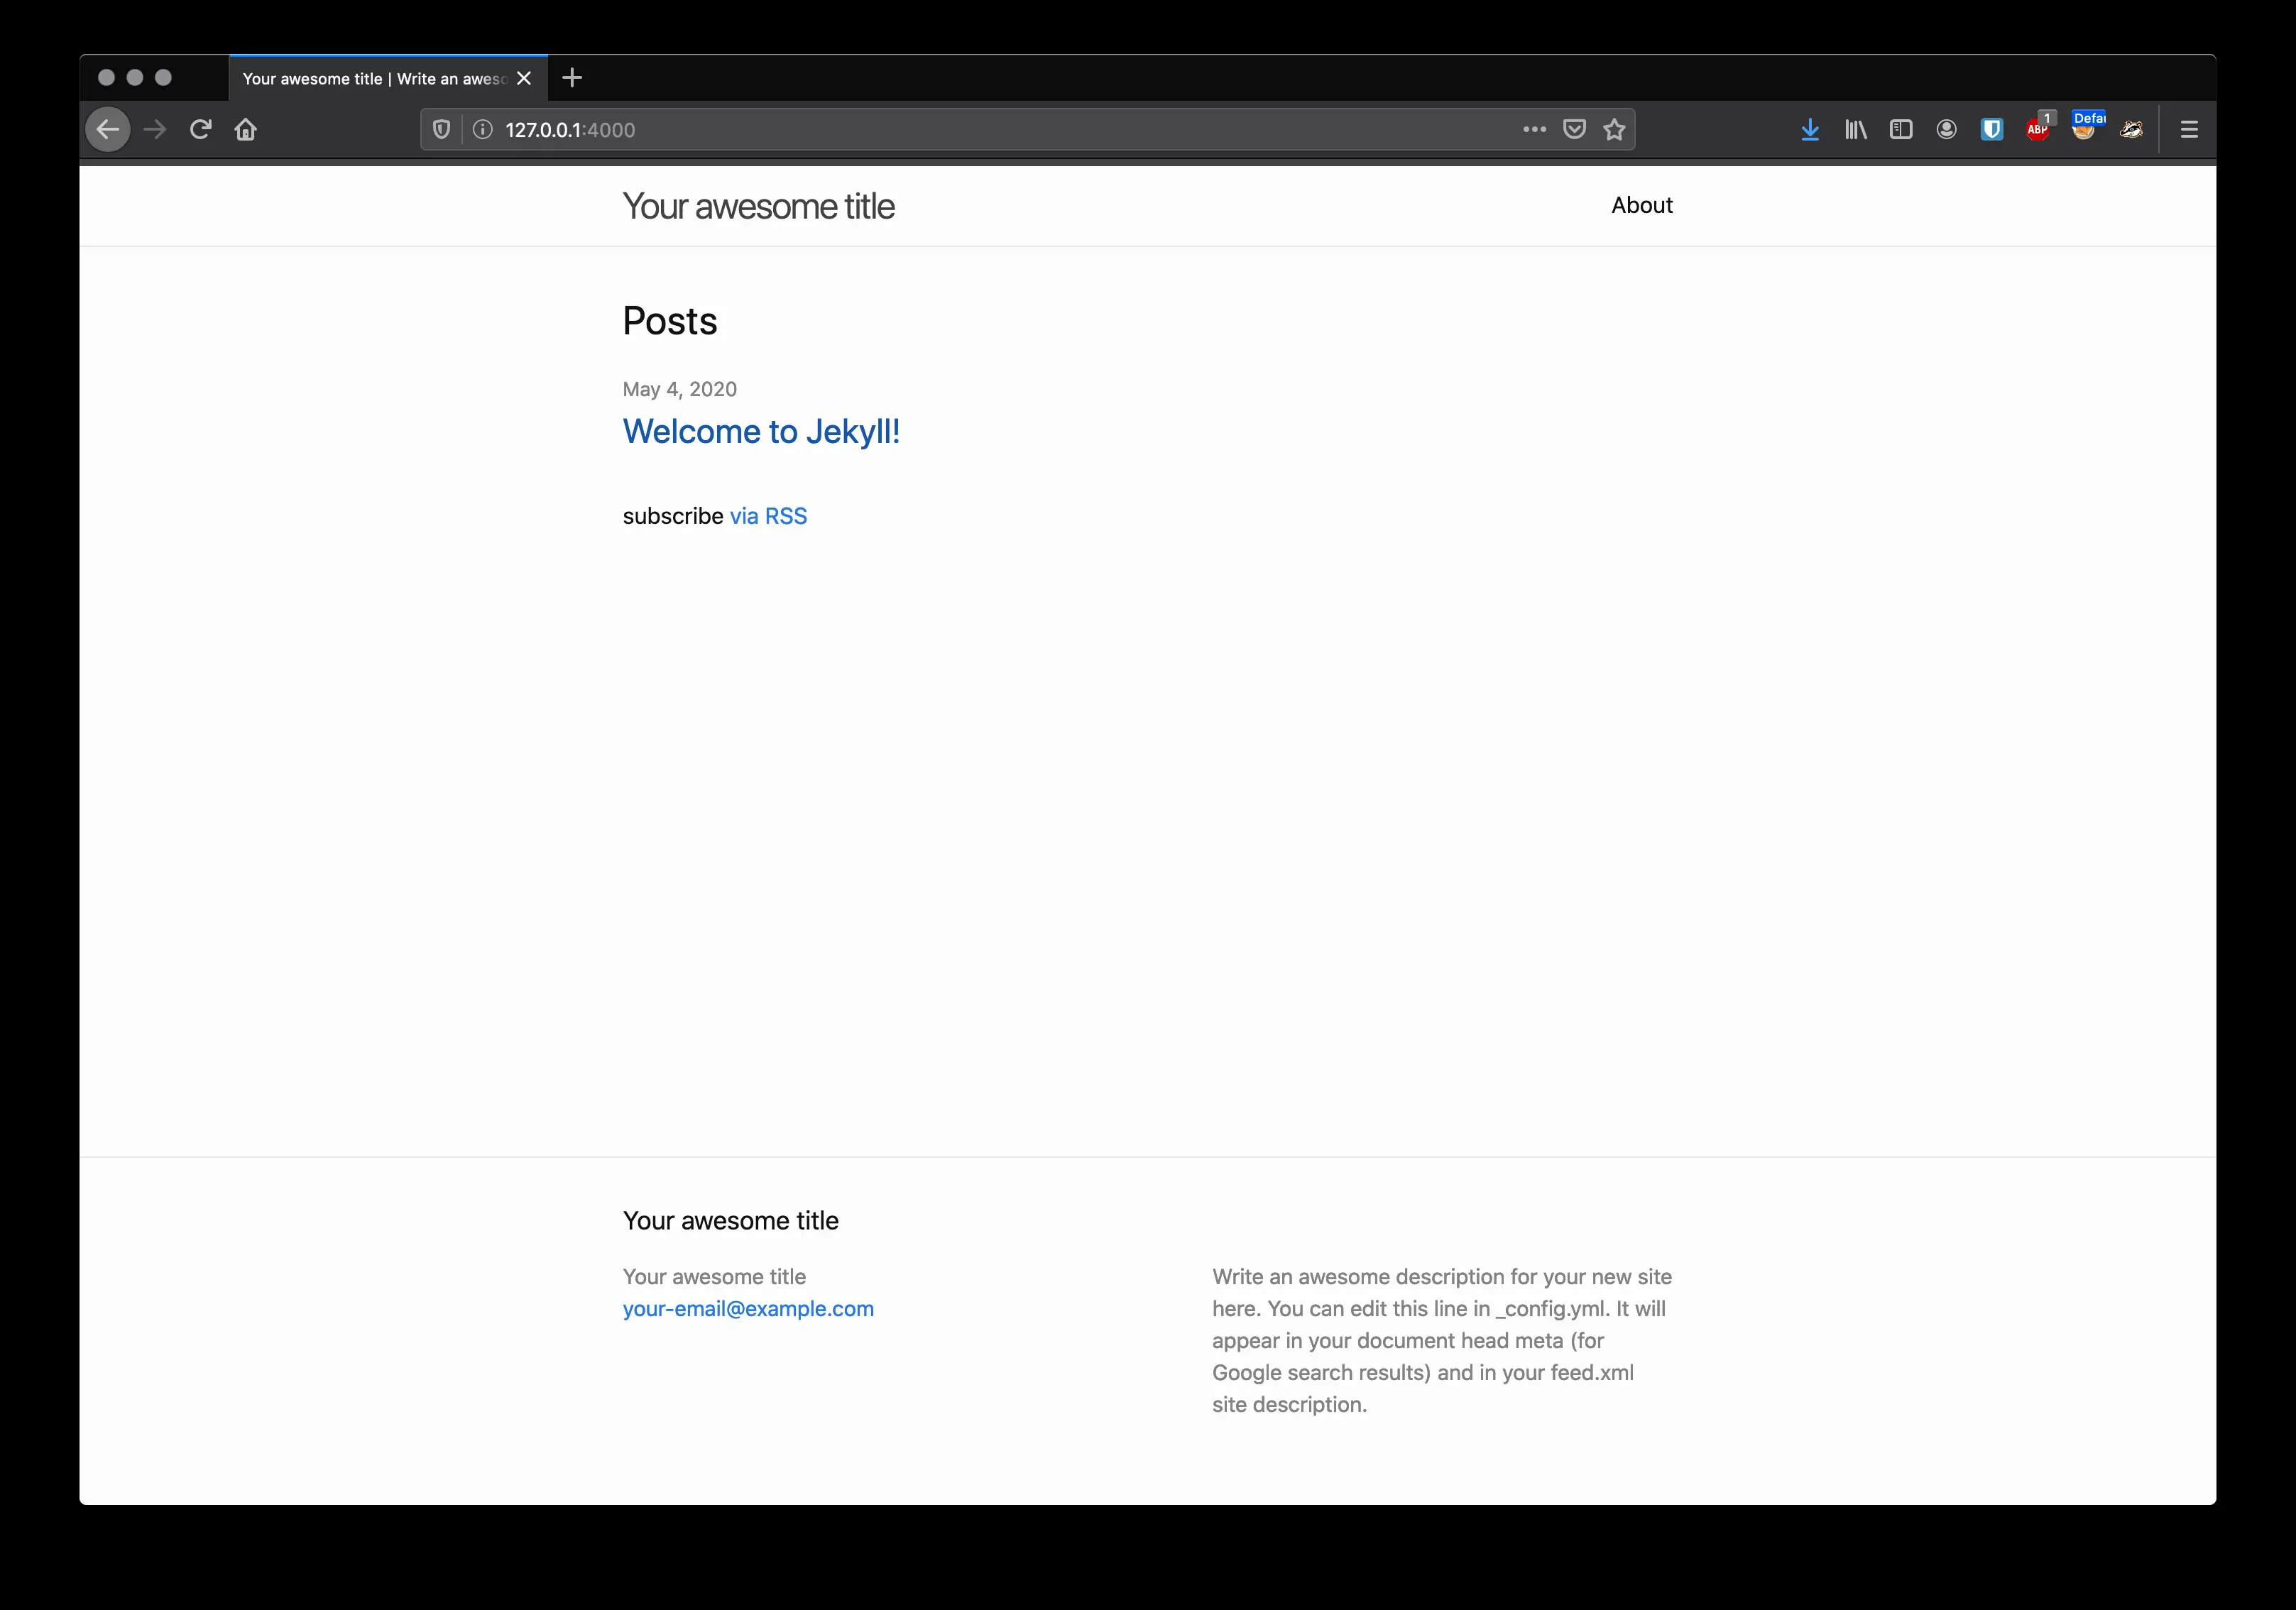 Your awesome title | Write an aweso
127.0.0.1:4000
ABP
1
Defau
Your awesome title
About
Posts
May 4, 2020
Welcome to Jekyll!
subscribe via RSS
Your awesome title
Your awesome title
your-email@example.com
Write an awesome description for your new site
here. You can edit this line in _config.yml. It will
appear in your document head meta (for
Google search results) and in your feed.xml
site description.